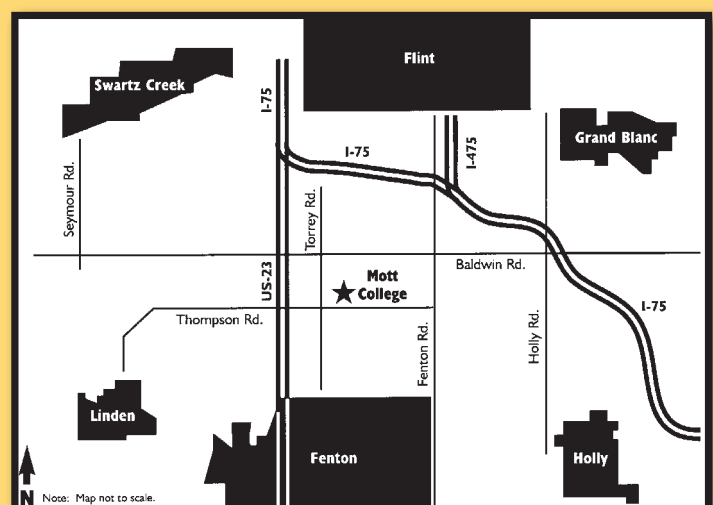 Flint
Swartz Creek
I-75
Grand Blanc
I-75
I-475
Seymour Rd.
Torrey Rd.
Baldwin Rd.
US-23
Mott
College
I-75
Thompson Rd.
Fenton Rd.
Holly Rd.
Linden
Fenton
Holly
N
Note: Map not to scale.